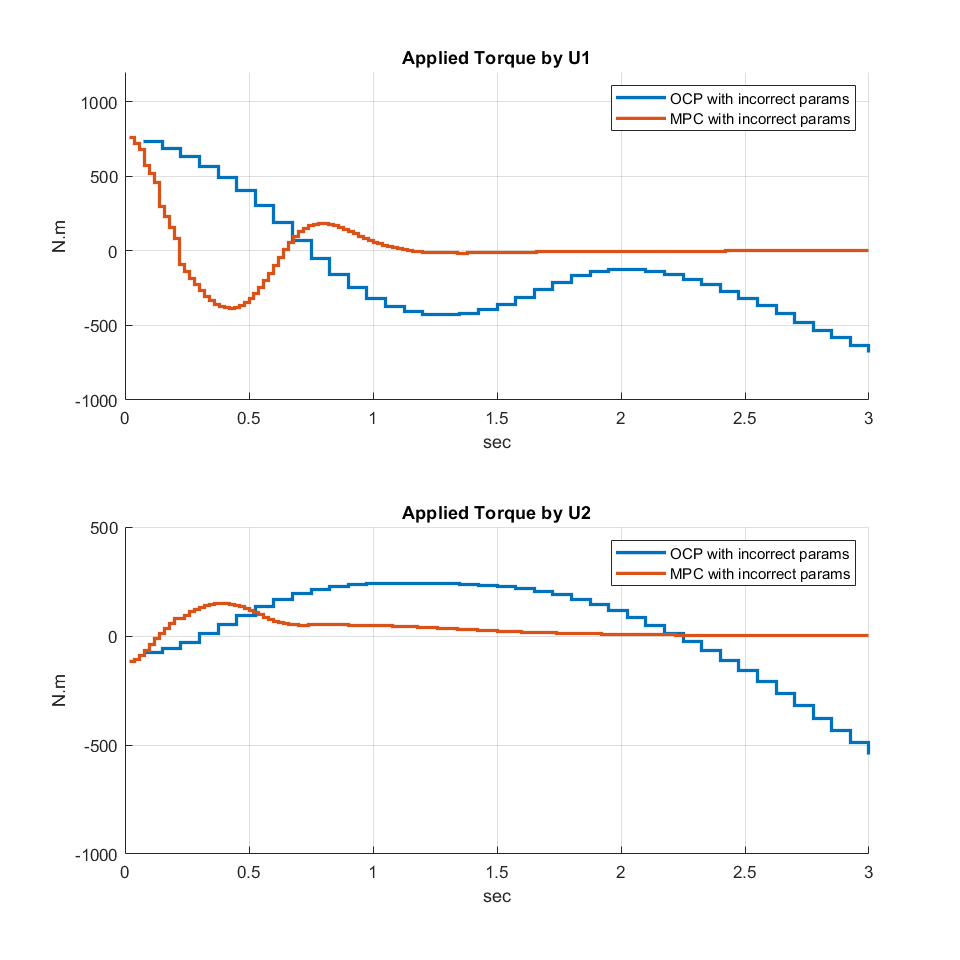 Applied Torque by U1
OCP with incorrect params
MPC with incorrect params
1000
500
0
-500
-1000
N.m
0 0.5 1 1.5 2 2.5 3
sec
Applied Torque by U2
OCP with incorrect params
MPC with incorrect params
500
0
-500
-1000
N.m
0 0.5 1 1.5 2 2.5 3
sec